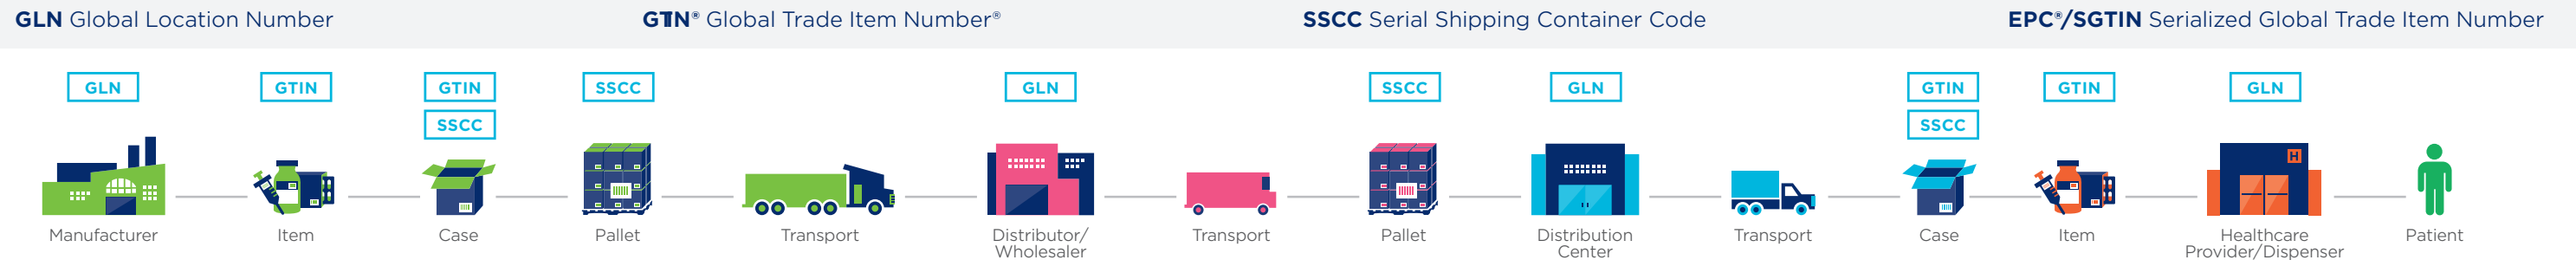 GLN Global Location Number
GTIN® Global Trade Item Number®
SSCC Serial Shipping Container Code
EPC®/SGTIN Serialized Global Trade Item Number
GLN
GTIN
GTIN
SSCC
SSCC
GLN
SSCC
GLN
GTIN
SSCC
GTIN
GLN
H
Manufacturer
Item
Case
Pallet
Transport
Distributor/
Wholesaler
Transport
Pallet
Distribution
Center
Transport
Case
Item
Healthcare
Provider/Dispenser
Patient